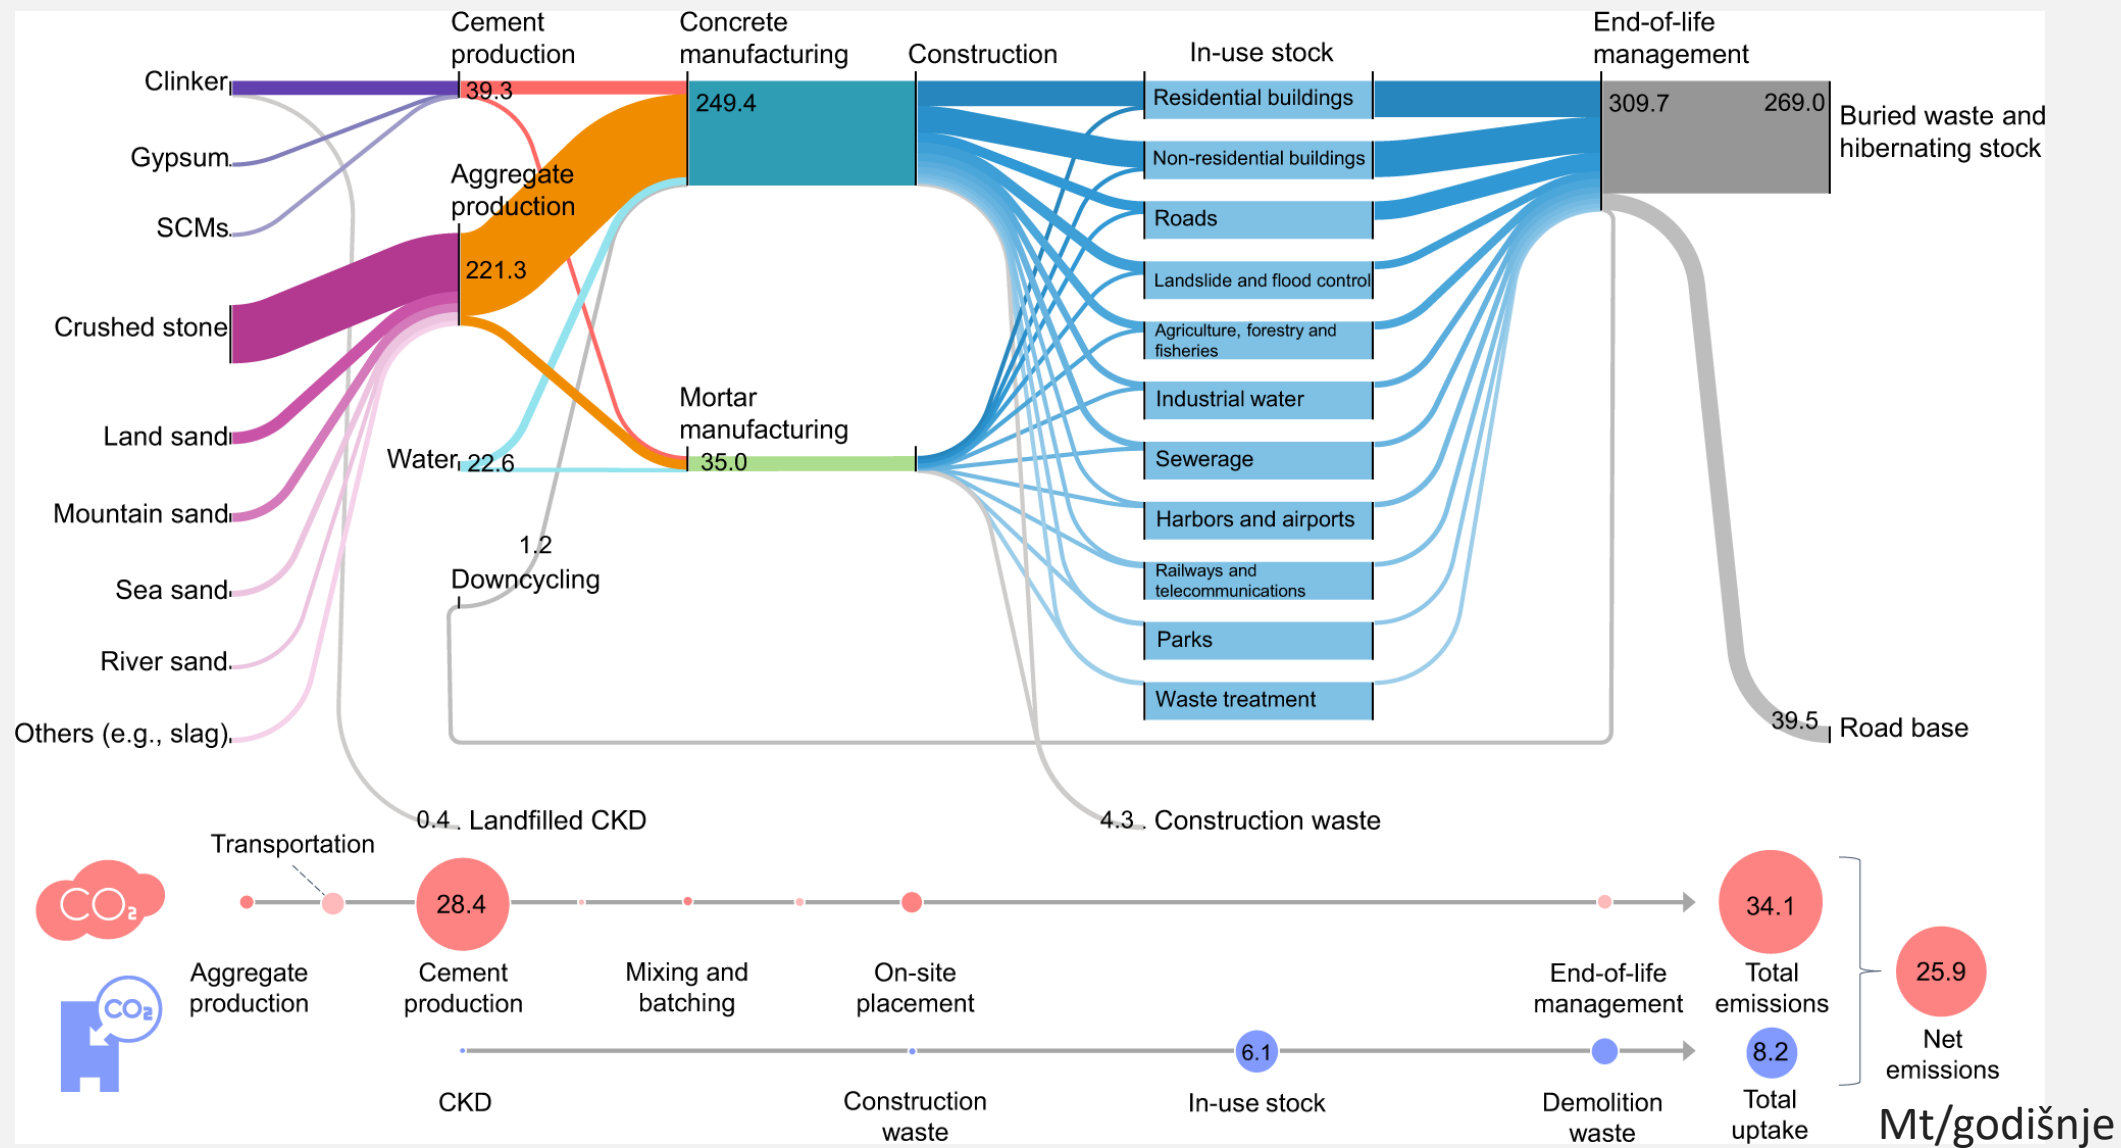 Cement
production
Concrete
manufacturing
Construction
In-use stock
End-of-life
management
Clinker
Gypsum
SCMs
Crushed stone
Land sand
Mountain sand
Sea sand
River sand
Others (e.g., slag)
39.3
Aggregate
production
221.3
Water
22.6
1.2
Downcycling
249.4
Mortar
manufacturing
35.0
Residential buildings
Non-residential buildings
Roads
Landslide and flood control
Agriculture, forestry and
fisheries
Industrial water
Sewerage
Harbors and airports
Railways and
telecommunications
Parks
Waste treatment
309.7
269.0
Buried waste and
hibernating stock
39.5
Road base
0.4
Landfilled CKD
4.3
Construction waste
Transportation
CO2
28.4
34.1
Aggregate
production
Cement
production
Mixing and
batching
On-site
placement
End-of-life
management
Total
emissions
25.9
Net
emissions
CO2
6.1
8.2
CKD
Construction
waste
In-use stock
Demolition
waste
Total
uptake
Mt/godišnje